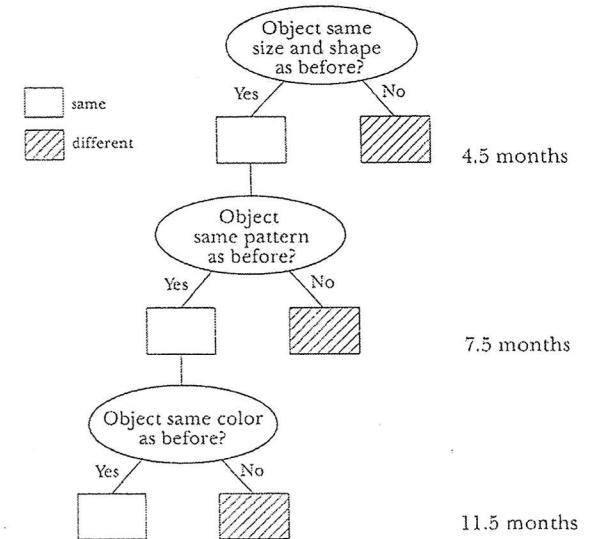 Object same
size and shape
as before?
Yes
No
same
different
4.5 months
Object
same pattern
as before?
Yes
No
7.5 months
Object same color
as before?
Yes
No
11.5 months